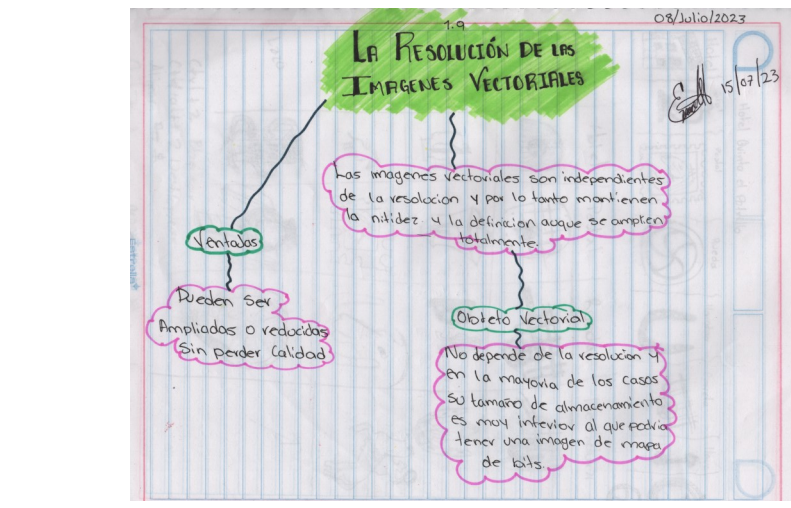 08/Julio/2023
1.9
LA RESOLUCIÓN DE LAS
IMAGENES VECTORIALES
15/07/23
Las imagenes vectoriales son independientes
de la resolucion y por lo tanto mantienen
la nitidez y la definicion auque se amplien
totalmente.
Ventajas
Pueden Ser
Ampliadas o reducidas
Sin perder Calidad
Objteto Vectorial
No depende de la resolucion y
en la mayoria de los casos
su tamaño de almacenamiento
es moy inferior al que podria
tener una imagen de mapa
de bits.